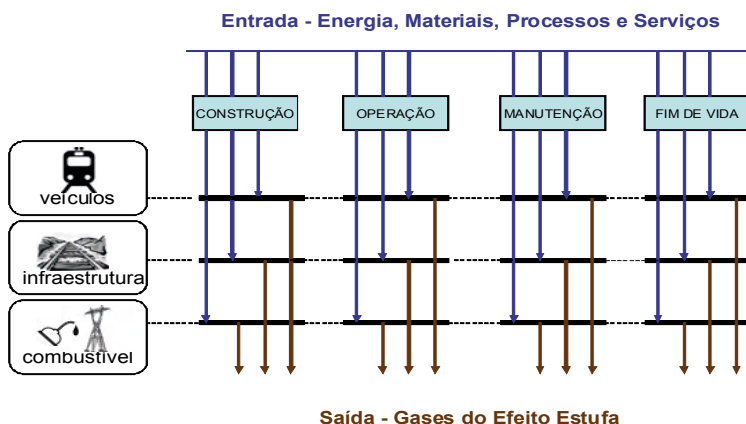 Entrada - Energia, Materiais, Processos e Serviços
CONSTRUÇÃO
OPERAÇÃO
MANUTENÇÃO
FIM DE VIDA
veículos
infraestrutura
combustível
Saída - Gases do Efeito Estufa